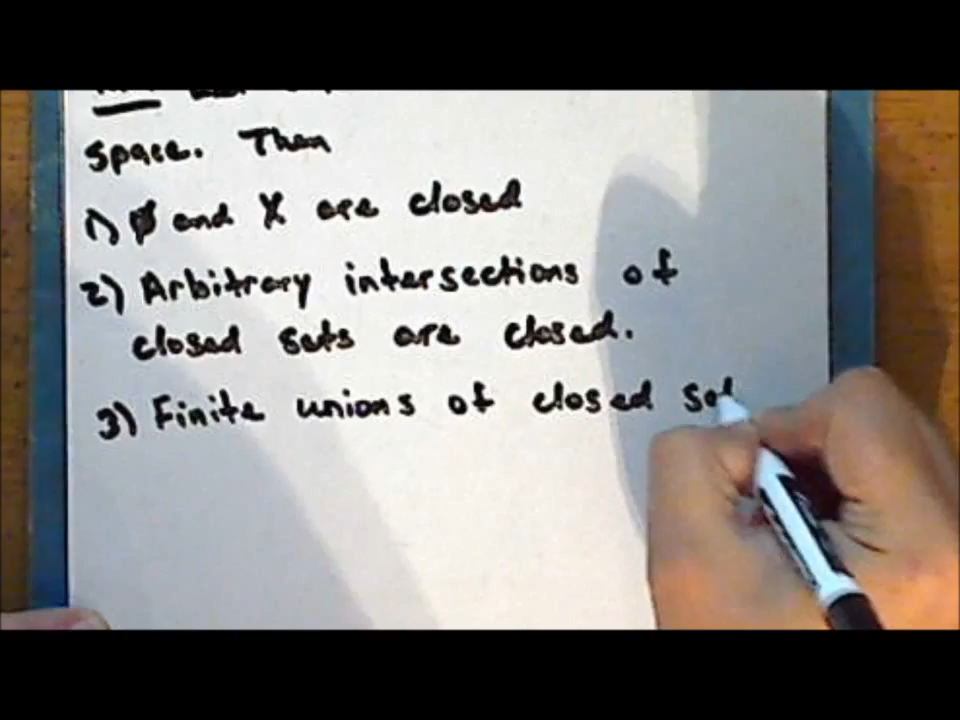 space. Then
1) Ø and X are closed
2) Arbitrary intersections of
closed sets are closed.
3) Finite unions of closed set